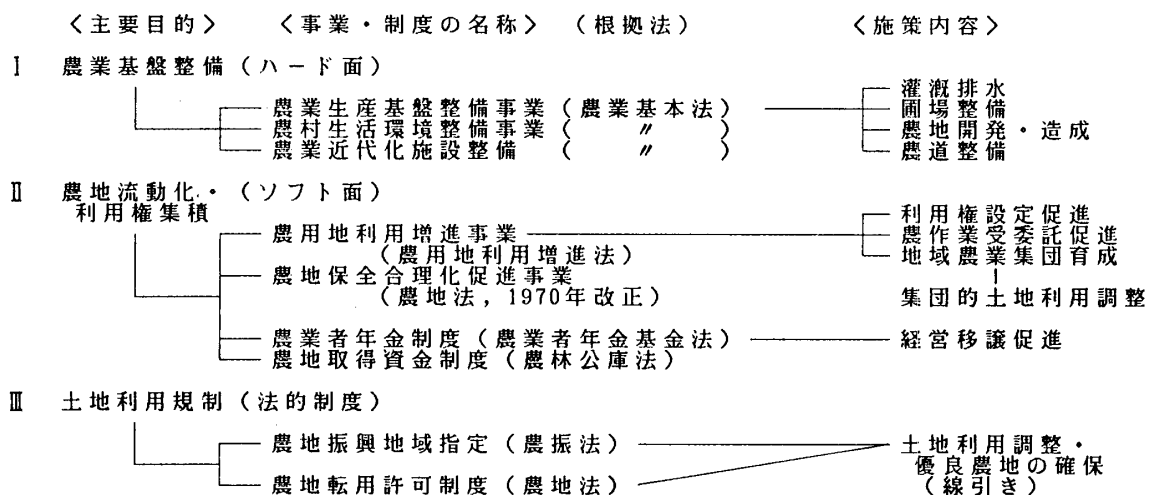 ＜主要目的＞　＜事業・制度の名称＞　（根拠法）　＜施策内容＞
Ⅰ　農業基盤整備（ハード面）
灌漑排水
農業生産基盤整備事業（農業基本法）　圃場整備
農村生活環境整備事業（　〃　）　農地開発・造成
農業近代化施設整備　（　〃　）　農道整備
Ⅱ　農地流動化・（ソフト面）
利用権集積
利用権設定促進
農用地利用増進事業　農作業受委託促進
（農用地利用増進法）　地域農業集団育成
農地保全合理化促進事業
（農地法，1970年改正）　集団的土地利用調整
農業者年金制度（農業者年金基金法）　経営移譲促進
農地取得資金制度（農林公庫法）
Ⅲ　土地利用規制（法的制度）
農地振興地域指定（農振法）　土地利用調整・
優良農地の確保
農地転用許可制度（農地法）　（線引き）